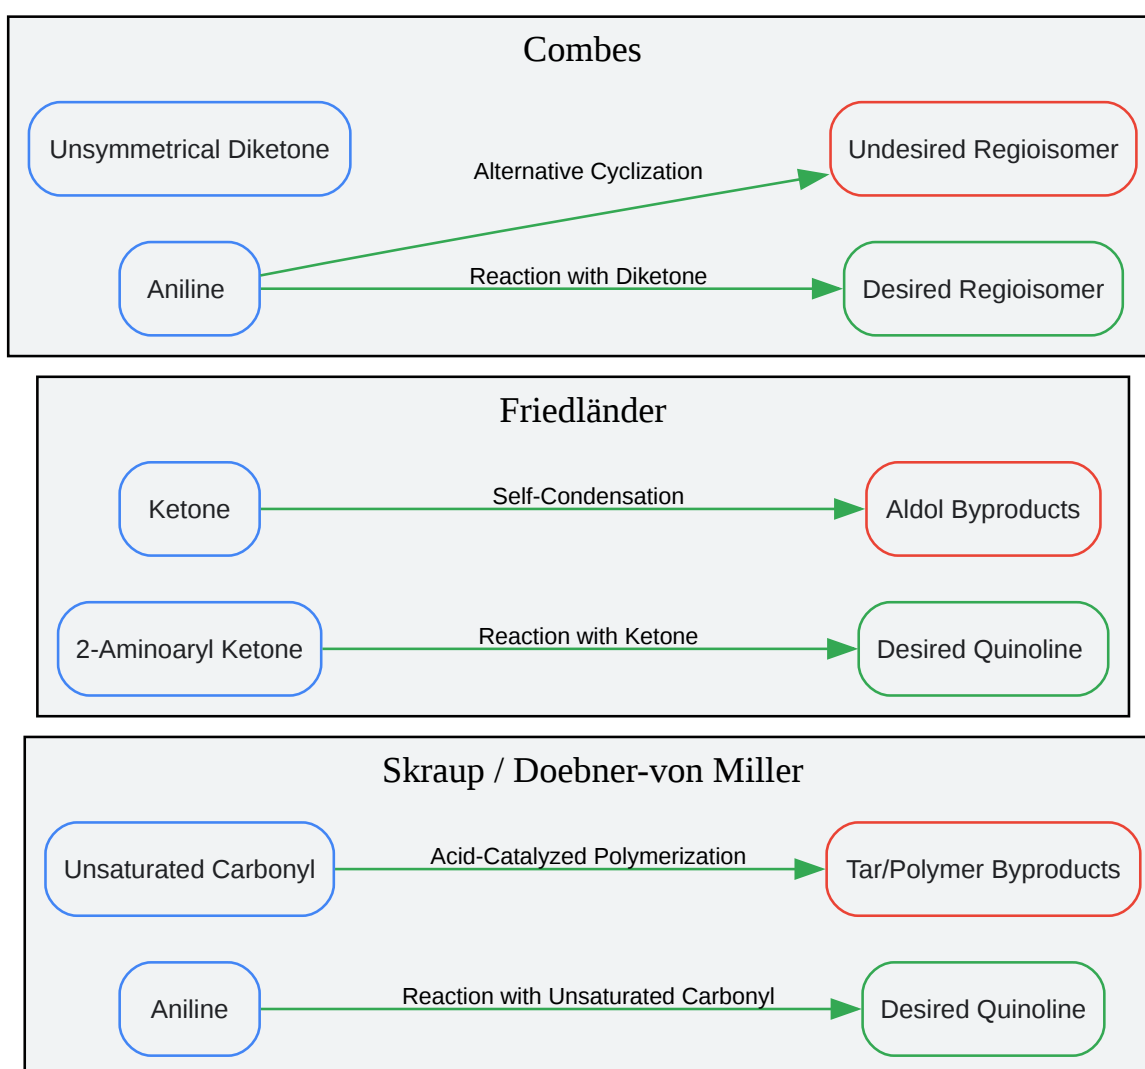 Combes
Unsymmetrical Diketone
Undesired Regioisomer
Alternative Cyclization
Aniline
Reaction with Diketone
Desired Regioisomer
Friedländer
Ketone
Self-Condensation
Aldol Byproducts
2-Aminoaryl Ketone
Reaction with Ketone
Desired Quinoline
Skraup / Doebner-von Miller
Unsaturated Carbonyl
Acid-Catalyzed Polymerization
Tar/Polymer Byproducts
Aniline
Reaction with Unsaturated Carbonyl
Desired Quinoline